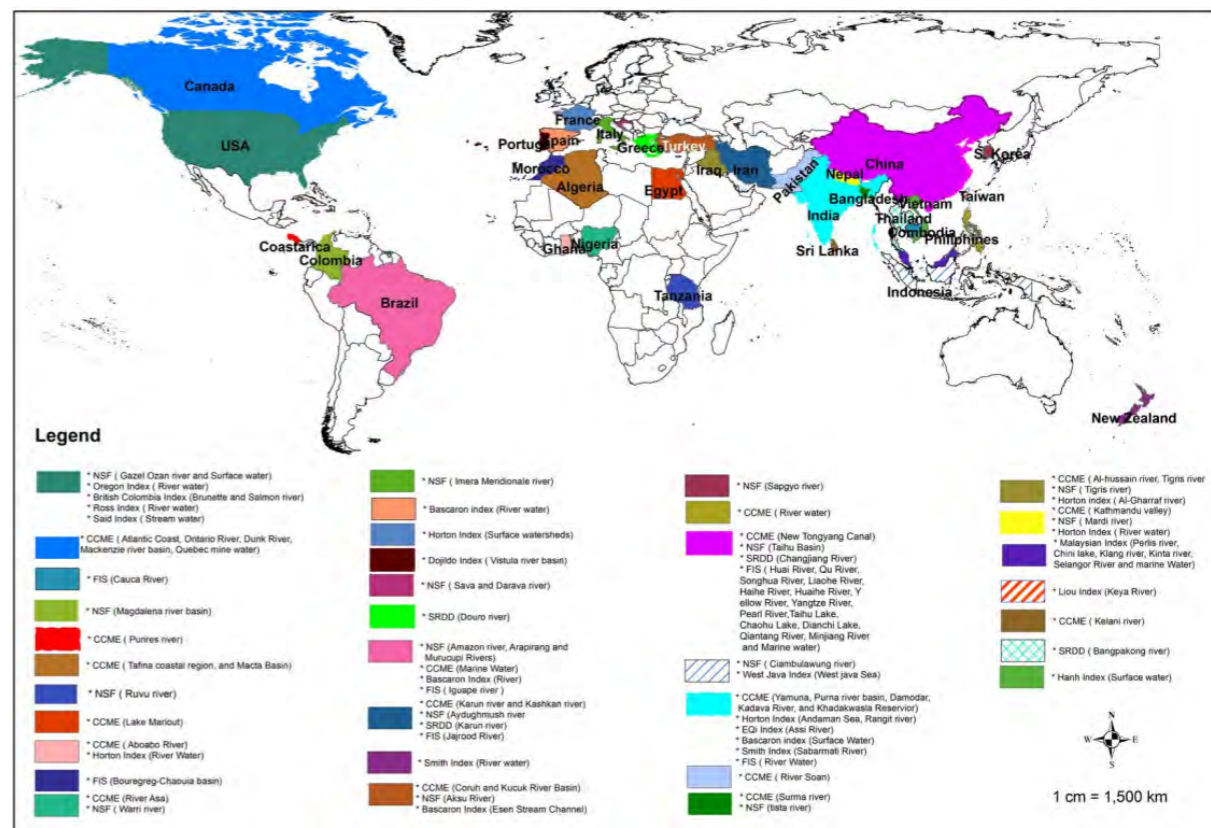 Canada
USA
Coastarica
Colombia
Brazil
France
Portugal
Spain
Italy
Greece
Turkey
Morocco
Algeria
Egypt
Iraq
Iran
Ghana
Nigeria
Tanzania
Pakistan
Nepal
China
S. Korea
Bangladesh
India
Sri Lanka
Vietnam
Taiwan
Thailand
Cambodia
Philiphines
Indonesia
New Zealand
Legend
* NSF ( Gazel Ozan river and Surface water)
* Oregon Index ( River water)
* British Colombia Index (Brunette and Salmon river)
* Ross Index ( River water)
* Said Index ( Stream water)
* CCME (Atlantic Coast, Ontario River, Dunk River,
Mackenzie river basin, Quebec mine water)
* FIS (Cauca River)
* NSF (Magdalena river basin)
* CCME ( Purires river)
* CCME ( Tafina coastal region, and Macta Basin)
* NSF ( Ruvu river)
* CCME (Lake Mariout)
* CCME ( Aboabo River)
* Horton Index (River Water)
* FIS (Bouregreg-Chaouia basin)
* CCME (River Asa)
* NSF ( Warri river)
* NSF ( Imera Meridionale river)
* Bascaron index (River water)
* Horton Index (Surface watersheds)
* Dojildo Index ( Vistula river basin)
* NSF ( Sava and Darava river)
* SRDD (Douro river)
* NSF (Amazon river, Arapirang and
Murucupi Rivers)
* CCME (Marine Water)
* Bascaron Index (River)
* FIS ( Iguape river )
* CCME (Karun river and Kashkan river)
* NSF (Aydughmush river
* SRDD (Karun river)
* FIS (Jajrood River)
* Smith Index (River water)
* CCME (Coruh and Kucuk River Basin)
* NSF (Aksu River)
* Bascaron Index (Esen Stream Channel)
* NSF (Sapgyo river)
* CCME (River water)
* CCME (New Tongyang Canal)
* NSF (Taihu Basin)
* SRDD (Changjiang River)
* FIS ( Huai River, Qu River,
Songhua River, Liaohe River,
Haihe River, Huaihe River, Y
ellow River, Yangtze River,
Pearl River,Taihu Lake,
Chaohu Lake, Dianchi Lake,
Qiantang River, Minjiang River
and Marine water)
* NSF (Ciambulawung river)
* West Java Index (West java Sea)
* CCME (Yamuna, Purna river basin, Damodar,
Kadava River, and Khadakwasla Reservior)
* Horton Index (Andaman Sea, Rangit river)
* EQi Index (Assi River)
* Bascaron index (Surface Water)
* Smith Index (Sabarmati River)
* FIS ( River Water)
* CCME ( River Soan)
* CCME (Surma river)
* NSF (tista river)
* CCME ( Al-hussain river, Tigris river
* NSF ( Tigris river)
* Horton index ( Al-Gharraf river)
* CCME ( Kathmandu valley)
* NSF ( Mardi river)
* Horton Index ( River water)
* Malaysian Index (Perlis river,
Chini lake, Klang river, Kinta river,
Selangor River and marine Water)
* Liou Index (Keya River)
* CCME ( Kelani river)
* SRDD (Bangpakong river)
* Hanh Index (Surface water)
N
W E
S
1 cm = 1,500 km